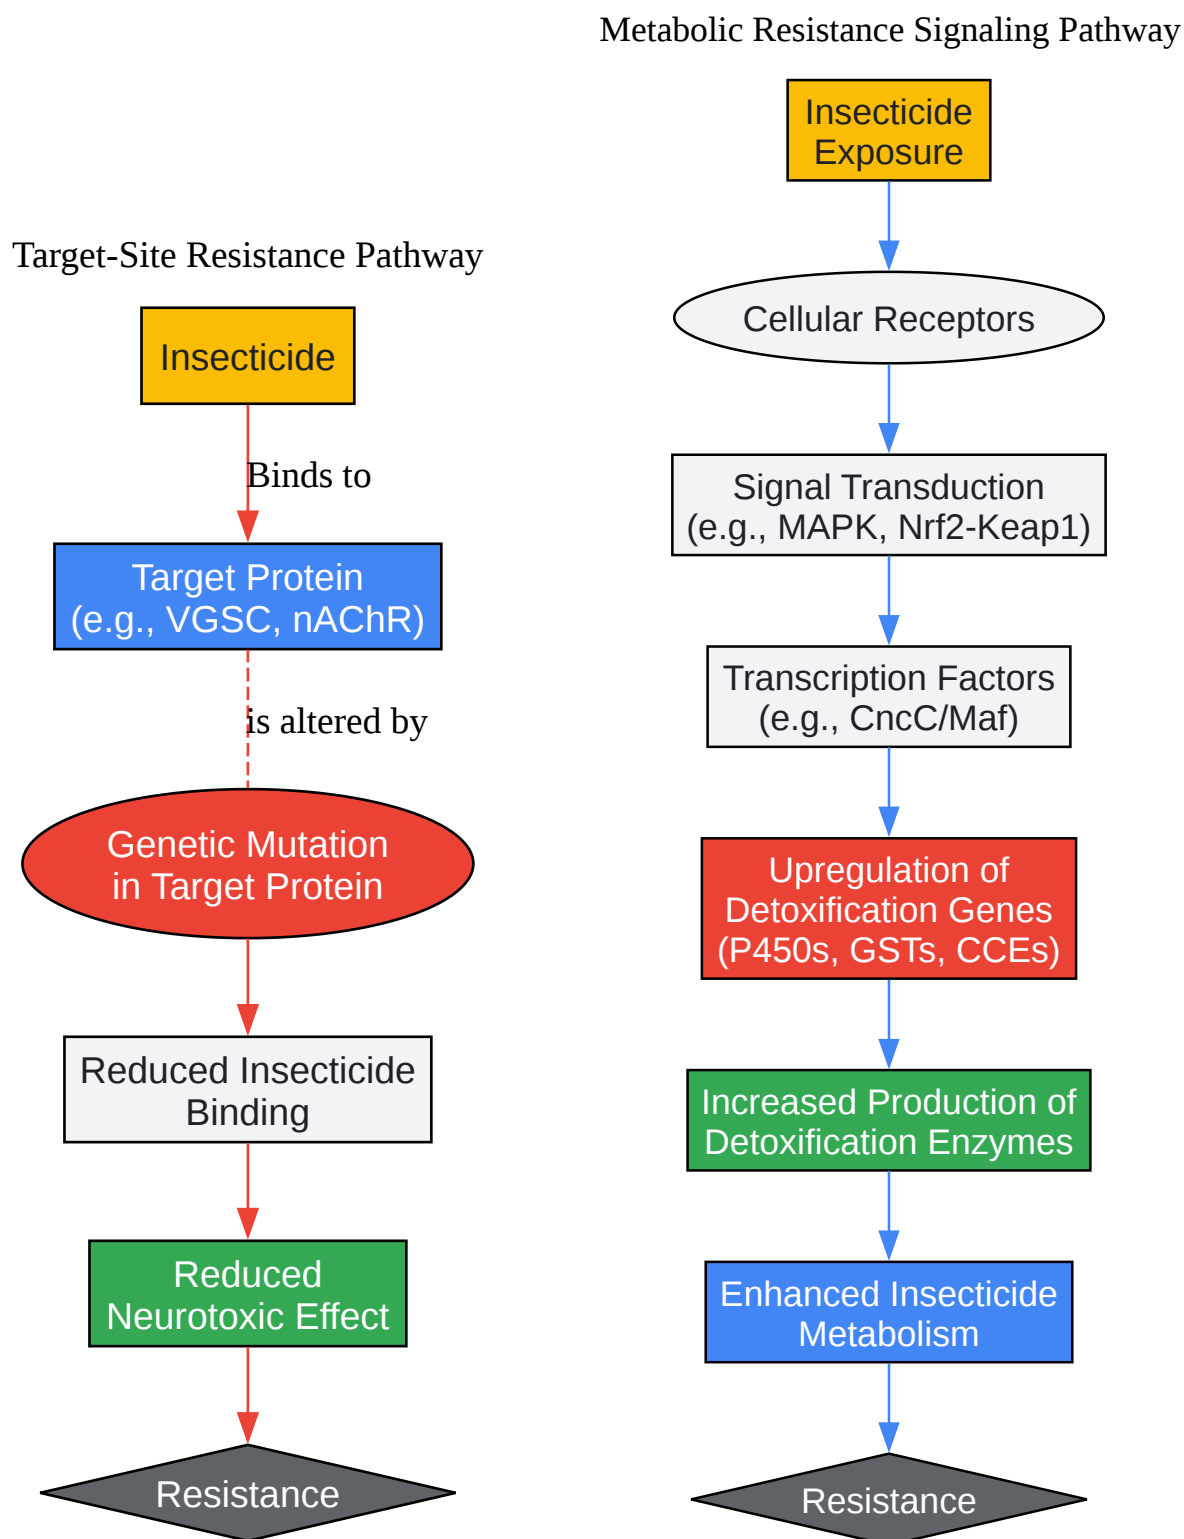 Target-Site Resistance Pathway
Insecticide
Binds to
Target Protein
(e.g., VGSC, nAChR)
is altered by
Genetic Mutation
in Target Protein
Reduced Insecticide
Binding
Reduced
Neurotoxic Effect
Resistance
Metabolic Resistance Signaling Pathway
Insecticide
Exposure
Cellular Receptors
Signal Transduction
(e.g., MAPK, Nrf2-Keap1)
Transcription Factors
(e.g., CncC/Maf)
Upregulation of
Detoxification Genes
(P450s, GSTs, CCEs)
Increased Production of
Detoxification Enzymes
Enhanced Insecticide
Metabolism
Resistance